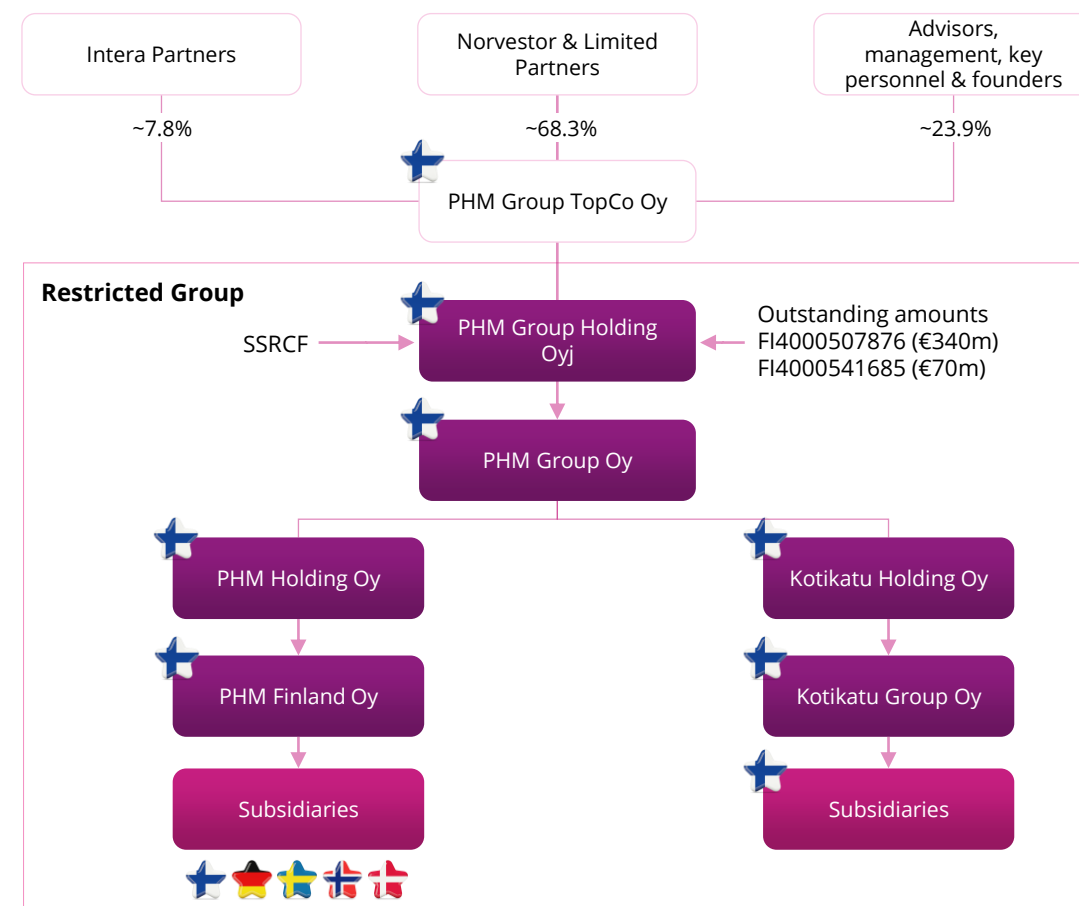 Intera Partners
Norvestor & Limited
Partners
Advisors,
management, key
personnel & founders
~7.8%
~68.3%
~23.9%
PHM Group TopCo Oy
Restricted Group
SSRCF
PHM Group Holding
Oyj
Outstanding amounts
FI4000507876 (€340m)
FI4000541685 (€70m)
PHM Group Oy
PHM Holding Oy
Kotikatu Holding Oy
PHM Finland Oy
Kotikatu Group Oy
Subsidiaries
Subsidiaries